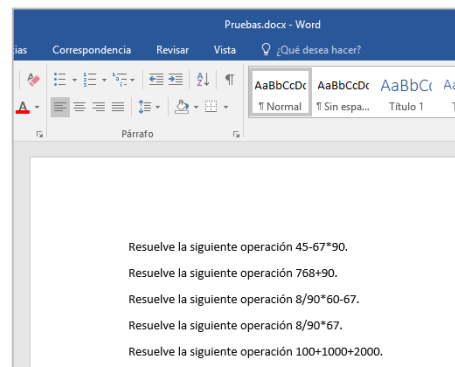 Pruebas.docx - Word
ias Correspondencia Revisar Vista ¿Qué desea hacer?
AaBbCcDc AaBbCcDc AaBbCc Aa
¶ Normal ¶ Sin espa... Título 1 T
Párrafo
Resuelve la siguiente operación 45-67*90.
Resuelve la siguiente operación 768+90.
Resuelve la siguiente operación 8/90*60-67.
Resuelve la siguiente operación 8/90*67.
Resuelve la siguiente operación 100+1000+2000.